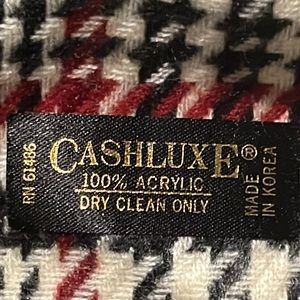 RN 61486
CASHLUXE®
100% ACRYLIC
DRY CLEAN ONLY
MADE
IN KOREA